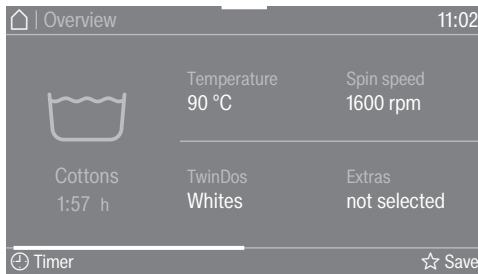 | Overview 11:02
Temperature
90 °C
Spin speed
1600 rpm
Cottons
1:57 h
TwinDos
Whites
Extras
not selected
Timer
Save